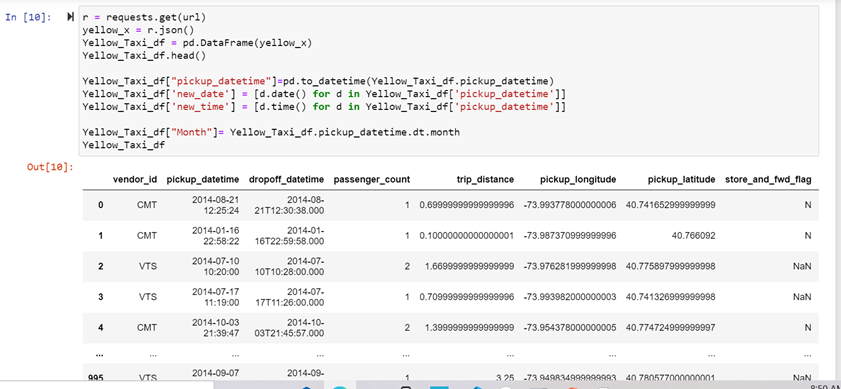 In [10]:
r = requests.get(url)
yellow_x = r.json()
Yellow_Taxi_df = pd.DataFrame(yellow_x)
Yellow_Taxi_df.head()
Yellow_Taxi_df["pickup_datetime"]=pd.to_datetime(Yellow_Taxi_df.pickup_datetime)
Yellow_Taxi_df['new_date'] = [d.date() for d in Yellow_Taxi_df['pickup_datetime']]
Yellow_Taxi_df['new_time'] = [d.time() for d in Yellow_Taxi_df['pickup_datetime']]
Yellow_Taxi_df["Month"]= Yellow_Taxi_df.pickup_datetime.dt.month
Yellow_Taxi_df
Out[10]:
vendor_id pickup_datetime dropoff_datetime passenger_count trip_distance pickup_longitude pickup_latitude store_and_fwd_flag
0 CMT 2014-08-21 12:25:24 2014-08-21T12:30:38.000 1 0.69999999999999996 -73.993778000000006 40.741652999999999 N
1 CMT 2014-01-16 22:58:22 2014-01-16T22:59:58.000 1 0.10000000000000001 -73.987370999999996 40.766092 N
2 VTS 2014-07-10 10:20:00 2014-07-10T10:28:00.000 2 1.6699999999999999 -73.976281999999998 40.775897999999998 NaN
3 VTS 2014-07-17 11:19:00 2014-07-17T11:26:00.000 1 0.70999999999999996 -73.993982000000003 40.741326999999998 NaN
4 CMT 2014-10-03 21:39:47 2014-10-03T21:45:57.000 2 1.3999999999999999 -73.954378000000005 40.774724999999997 N
... ... ... ... ... ... ... ... ...
995 VTS 2014-09-07 2014-09- 1 3.25 -73.949834999999993 40.780577000000001 NaN